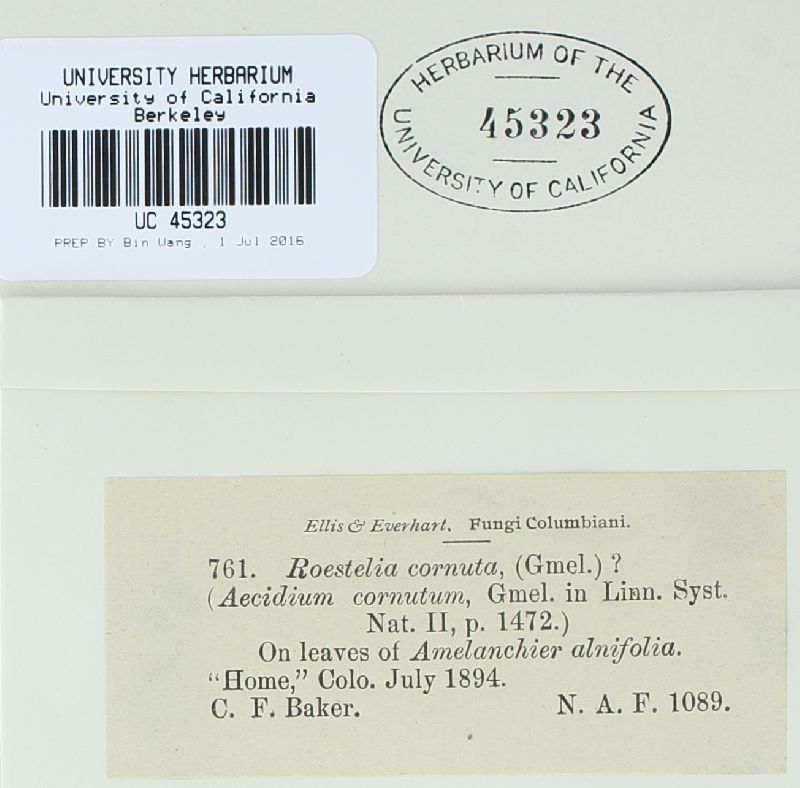 UNIVERSITY HERBARIUM
University of California
Berkeley
UC 45323
PREP BY Bin Wang , 1 Jul 2016
HERBARIUM OF THE
45323
UNIVERSITY OF CALIFORNIA
Ellis & Everhart. Fungi Columbiani.
761. Roestelia cornuta, (Gmel.) ?
(Aecidium cornutum, Gmel. in Linn. Syst.
Nat. II, p. 1472.)
On leaves of Amelanchier alnifolia.
"Home," Colo. July 1894.
C. F. Baker. N. A. F. 1089.